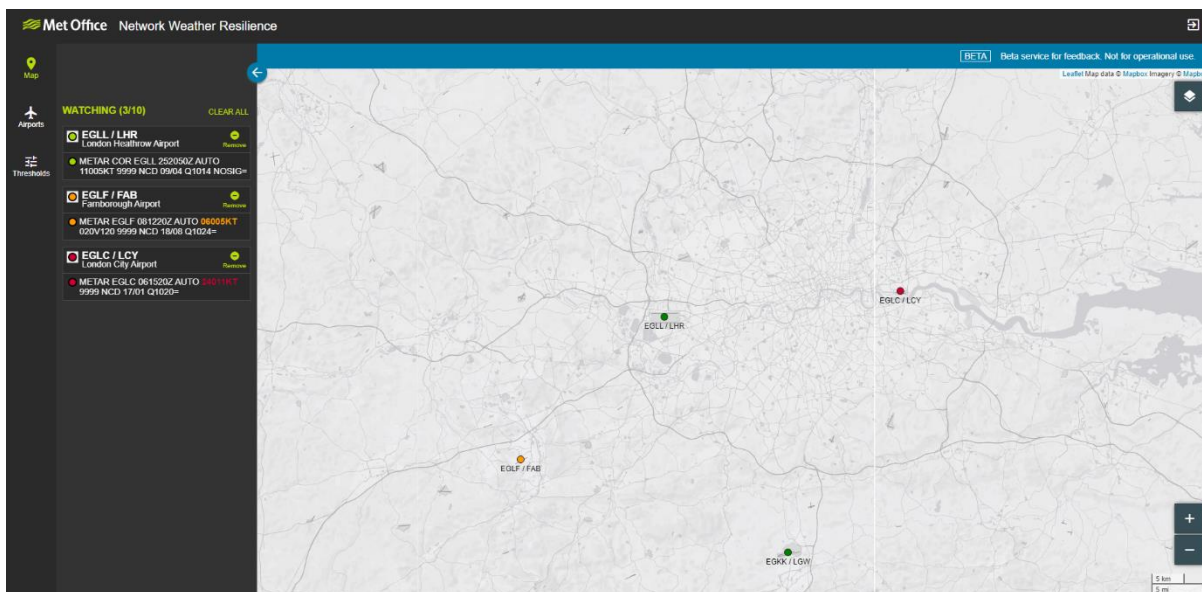 Met Office Network Weather Resilience
BETA Beta service for feedback. Not for operational use.
Leaflet Map data © Mapbox Imagery © Mapbo
Map
Airports
Thresholds
WATCHING (3/10) CLEAR ALL
EGLL / LHR
London Heathrow Airport
Remove
METAR COR EGLL 252050Z AUTO
11005KT 9999 NCD 09/04 Q1014 NOSIG=
EGLF / FAB
Farnborough Airport
Remove
METAR EGLF 081220Z AUTO 06005KT
020V120 9999 NCD 18/08 Q1024=
EGLC / LCY
London City Airport
Remove
METAR EGLC 061520Z AUTO
9999 NCD 17/01 Q1020=
EGLC / LCY
EGLL / LHR
EGLF / FAB
EGKK / LGW
+
−
5 km
5 mi